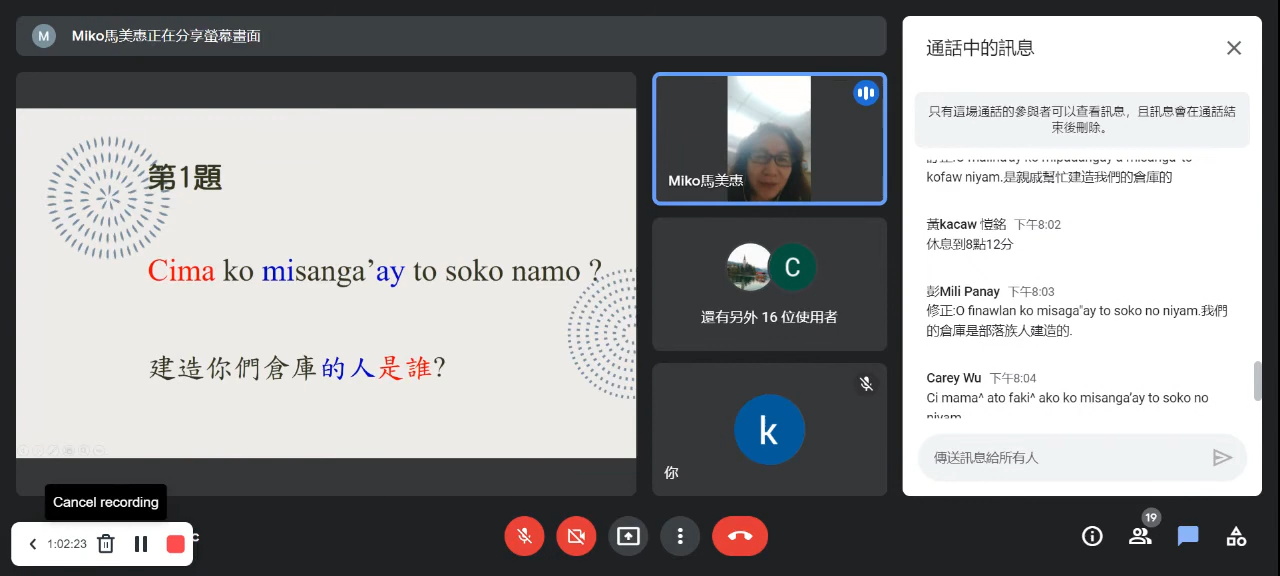 M Miko馬美惠正在分享螢幕畫面
第1題
Cima ko misanga’ay to soko namo ?
建造你們倉庫的人是誰?
Miko馬美惠
C
還有另外 16 位使用者
k
你
通話中的訊息
只有這場通話的參與者可以查看訊息，且訊息會在通話結
束後刪除。
kofaw niyam.是親戚幫忙建造我們的倉庫的
黃kacaw 愷銘 下午8:02
休息到8點12分
彭Mili Panay 下午8:03
修正:O finawlan ko misaga"ay to soko no niyam.我們
的倉庫是部落族人建造的.
Carey Wu 下午8:04
Ci mama^ ato faki^ ako ko misanga’ay to soko no
niyam
傳送訊息給所有人
Cancel recording
1:02:23
c
19